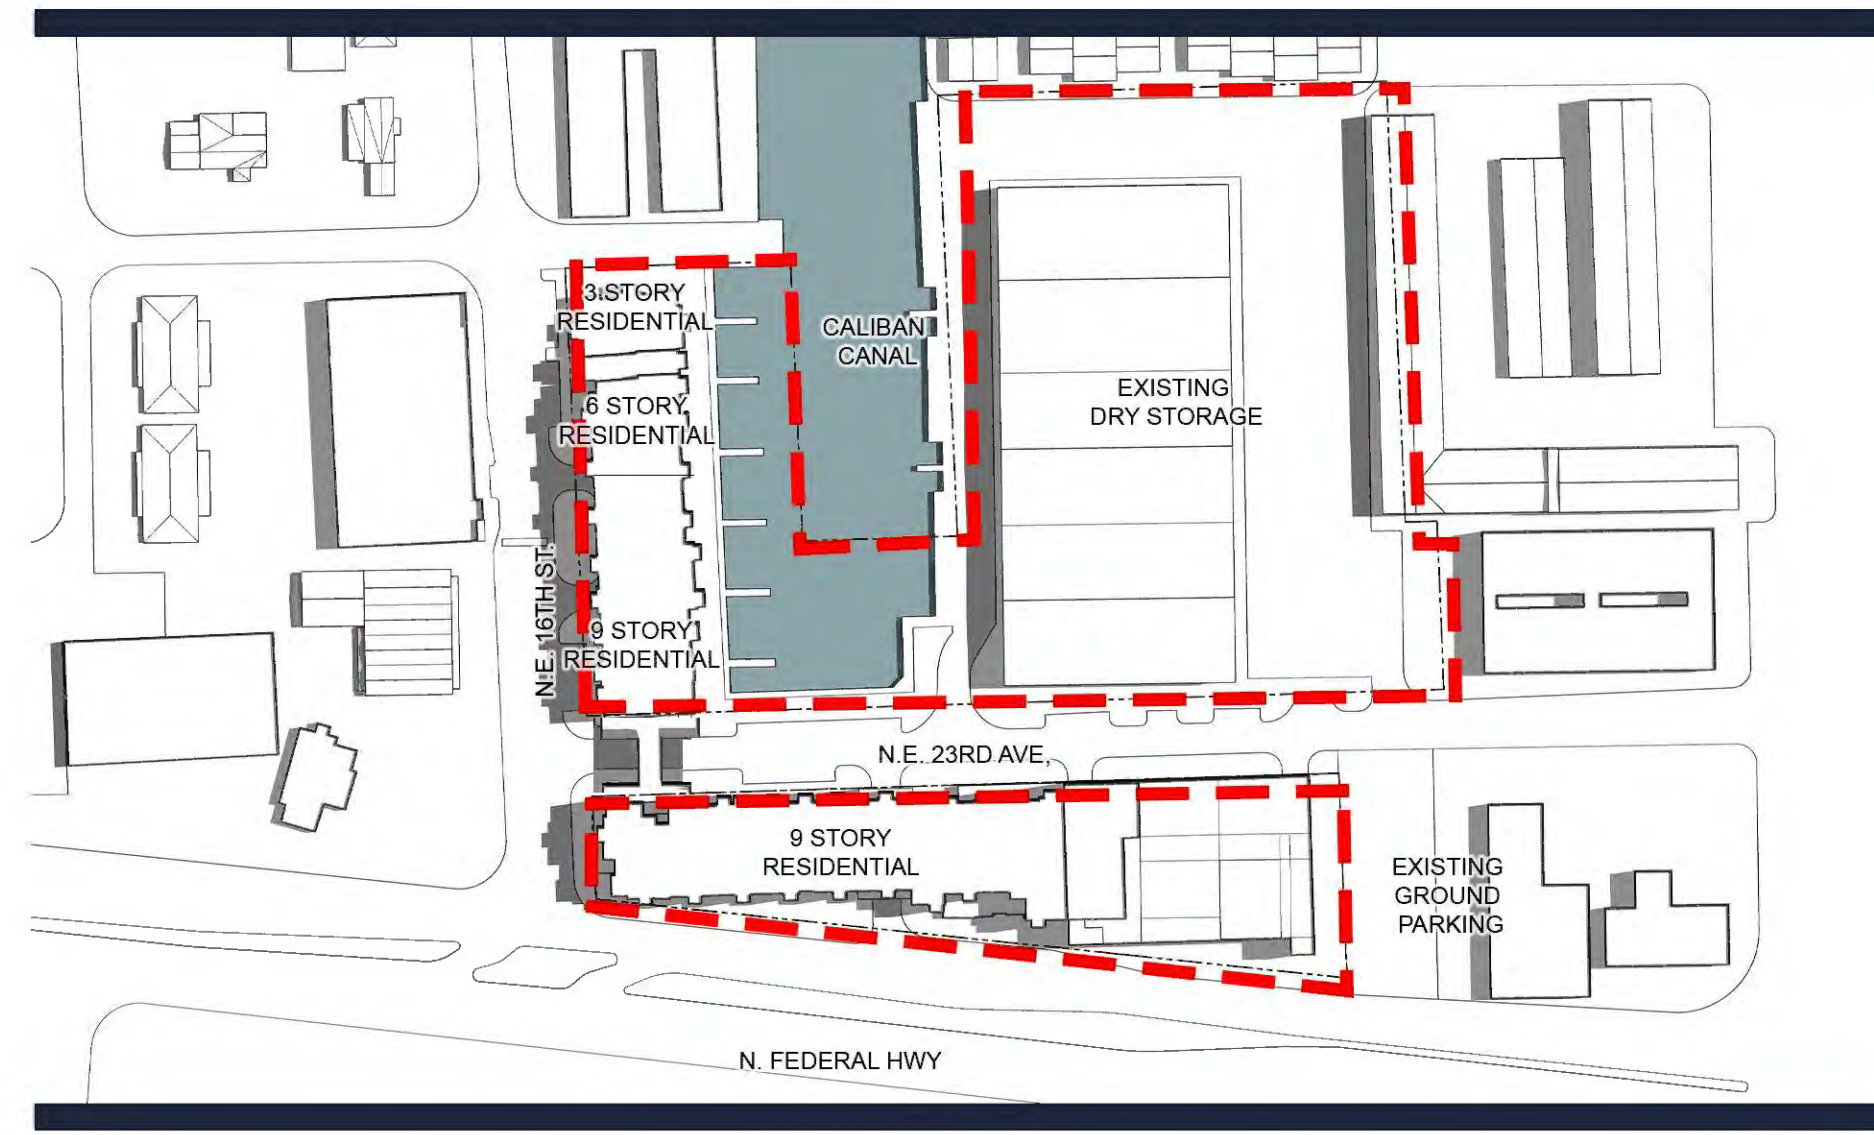 3 STORY
RESIDENTIAL
CALIBAN
CANAL
6 STORY
RESIDENTIAL
EXISTING
DRY STORAGE
N.E. 16TH ST.
9 STORY
RESIDENTIAL
N.E. 23RD AVE,
9 STORY
RESIDENTIAL
EXISTING
GROUND
PARKING
N. FEDERAL HWY